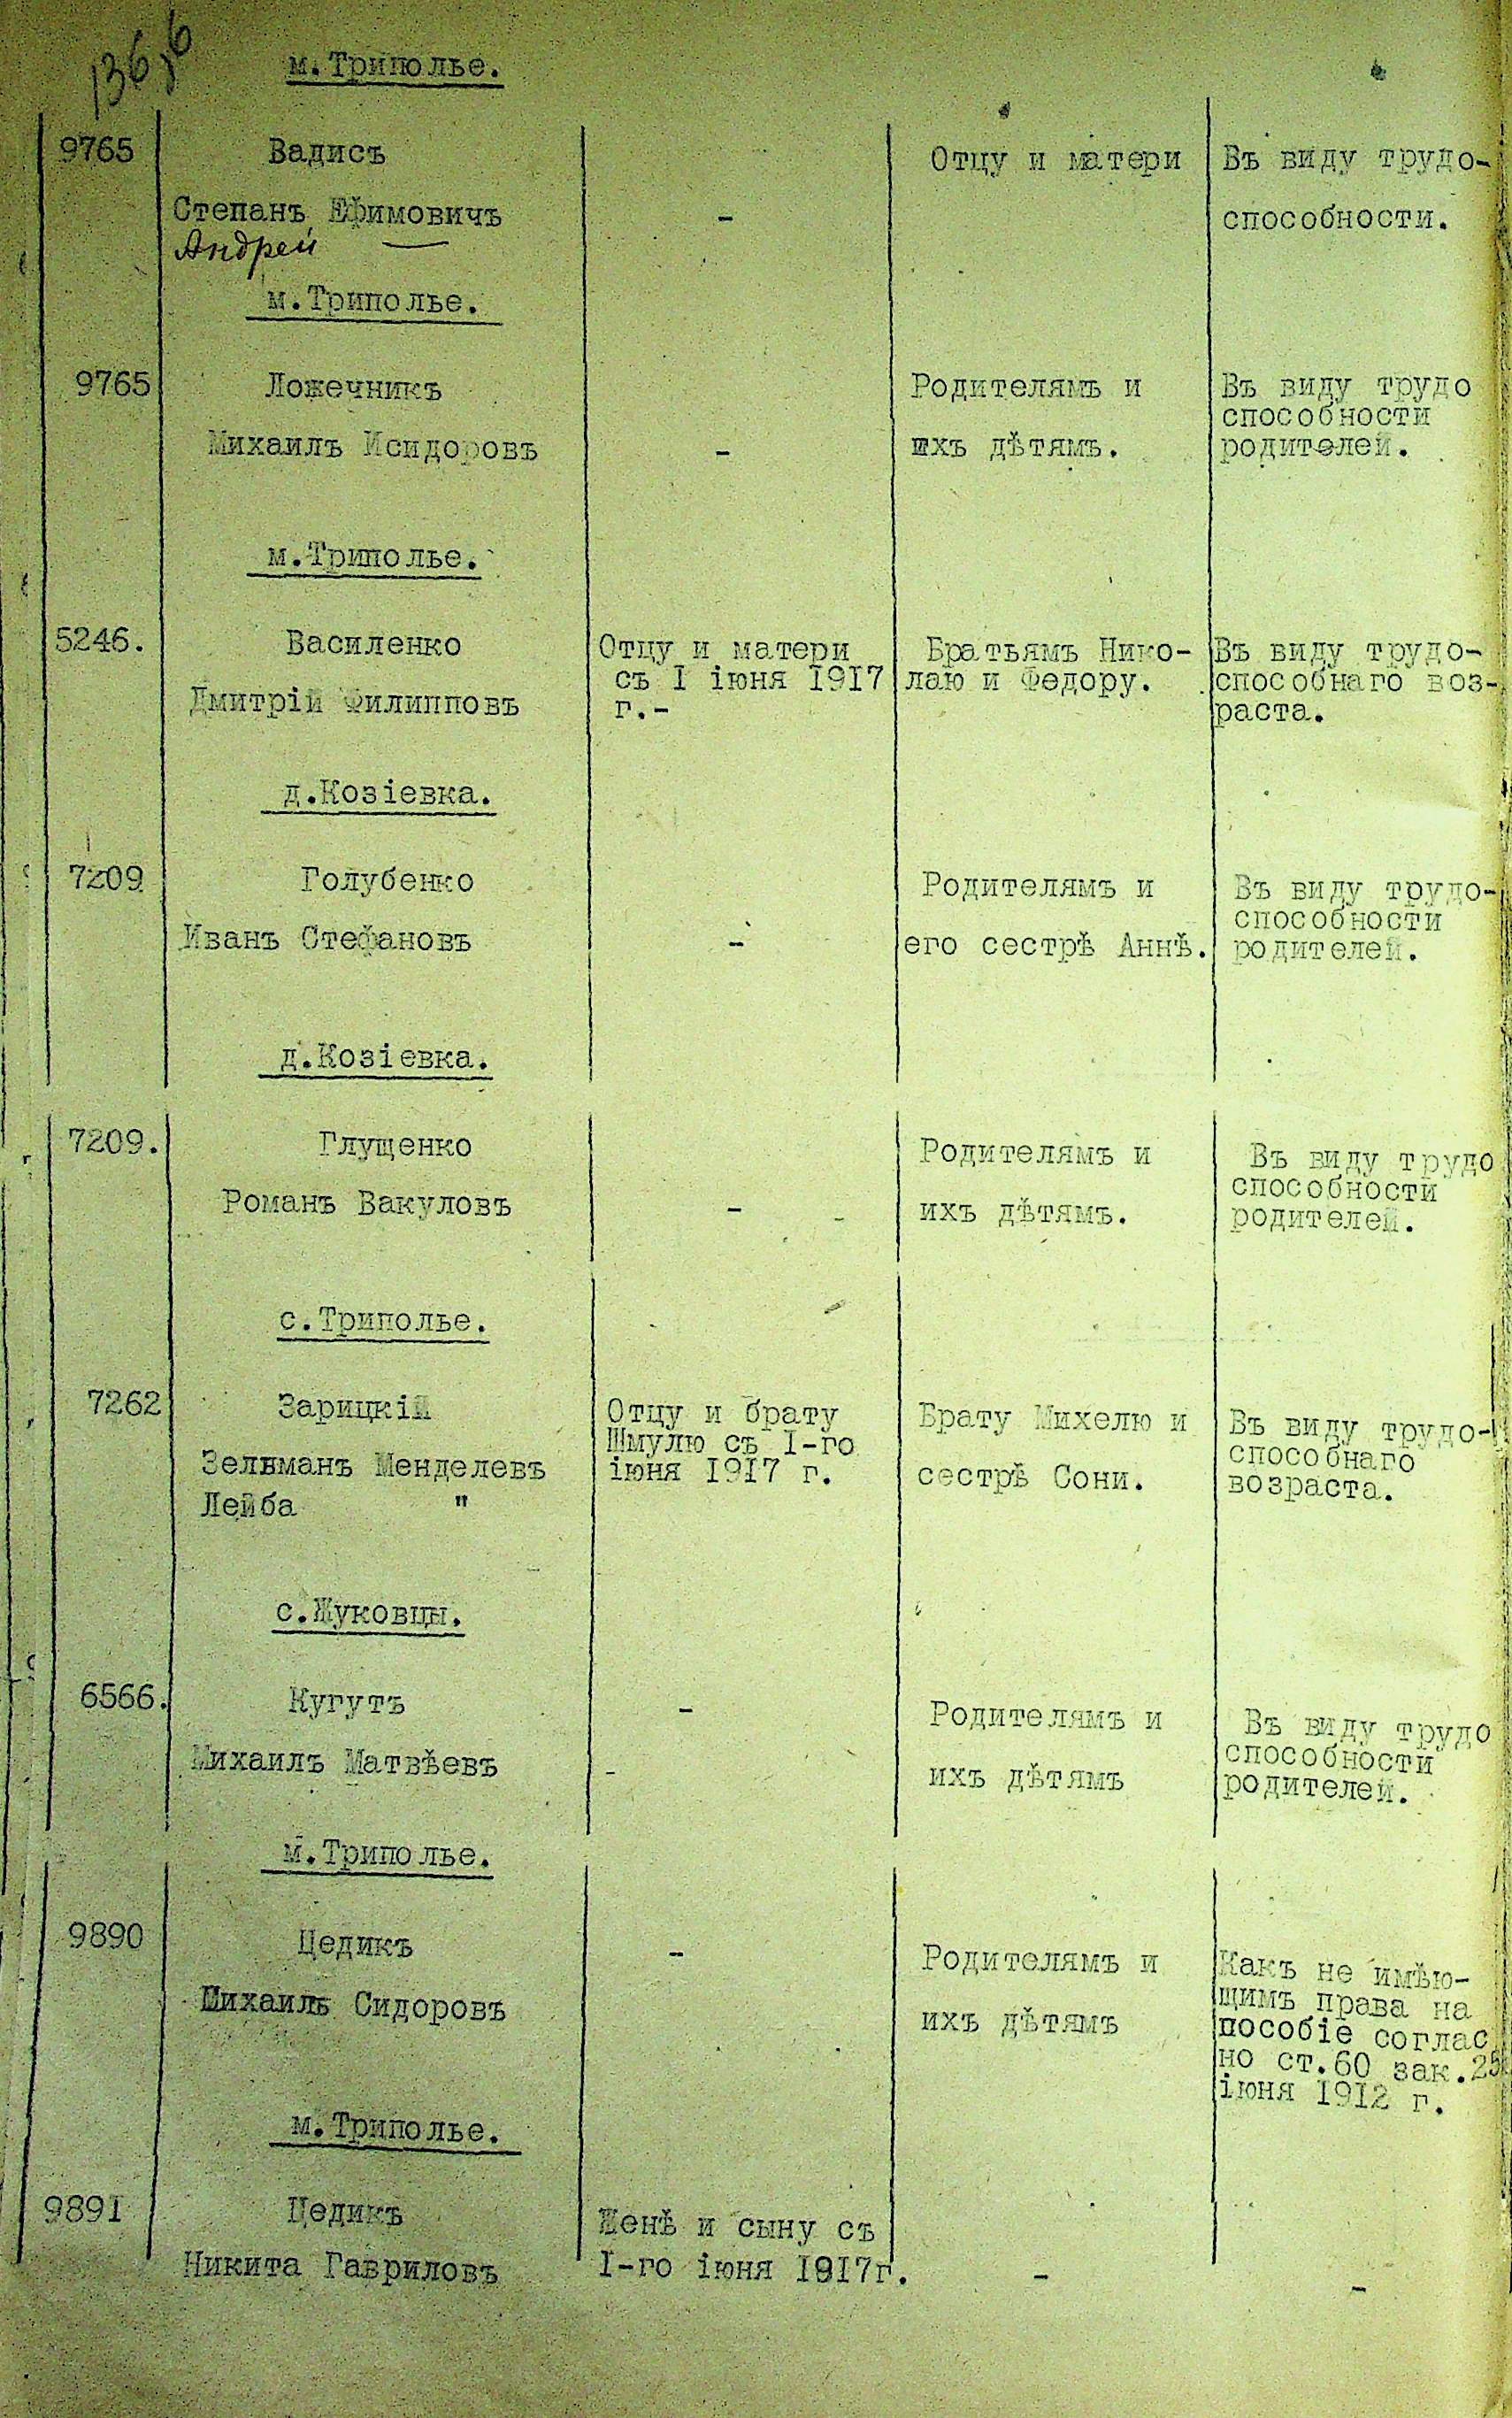 м.Триполье.
9765
Вадисъ
Степанъ Ефимовичъ
Андрей —
-
Отцу и матери
Въ виду трудо-
способности.
м.Триполье.
9765
Ложечникъ
Михаилъ Исидоровъ
-
Родителямъ и
ихъ дѣтямъ.
Въ виду трудо
способности
родителей.
м.Триполье.
5246.
Василенко
Дмитрій Филипповъ
Отцу и матери
съ I іюня 1917
г.-
Братьямъ Нико-
лаю и Федору.
Въ виду трудо-
способнаго воз-
раста.
д.Козіевка.
7209
Голубенко
Иванъ Стефановъ
-
Родителямъ и
его сестрѣ Аннѣ.
Въ виду трудо-
способности
родителей.
д.Козіевка.
7209.
Глущенко
Романъ Вакуловъ
-
Родителямъ и
ихъ дѣтямъ.
Въ виду трудо
способности
родителей.
с.Триполье.
7262
Зарицкій
Зельманъ Менделевъ
Лейба "
Отцу и брату
Шмулю съ I-го
іюня 1917 г.
Брату Михелю и
сестрѣ Сони.
Въ виду трудо-
способнаго
возраста.
с.Жуковцы.
6566.
Кугутъ
Михаилъ Матвѣевъ
-
Родителямъ и
ихъ дѣтямъ
Въ виду трудо
способности
родителей.
м.Триполье.
9890
Цедикъ
Михаилъ Сидоровъ
-
Родителямъ и
ихъ дѣтямъ
Какъ не имѣю-
щимъ права на
пособіе соглас
но ст.60 зак.25
іюня 1912 г.
м.Триполье.
9891
Цедикъ
Никита Гавриловъ
Женѣ и сыну съ
I-го іюня 1917г.
-
-